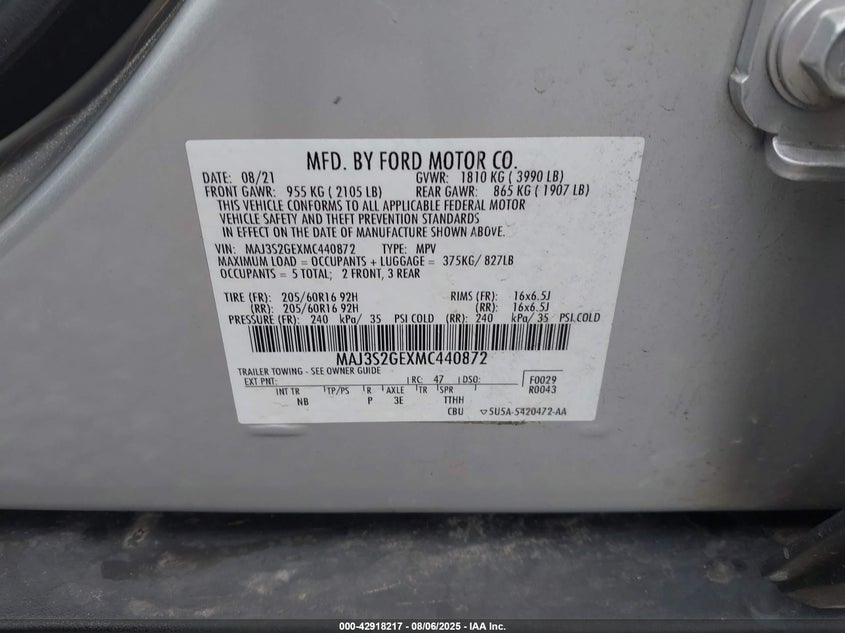 MFD. BY FORD MOTOR CO.
DATE: 08/21 GVWR: 1810 KG ( 3990 LB)
FRONT GAWR: 955 KG ( 2105 LB) REAR GAWR: 865 KG ( 1907 LB)
THIS VEHICLE CONFORMS TO ALL APPLICABLE FEDERAL MOTOR
VEHICLE SAFETY AND THEFT PREVENTION STANDARDS
IN EFFECT ON THE DATE OF MANUFACTURE SHOWN ABOVE.
VIN: MAJ3S2GEXMC440872 TYPE: MPV
MAXIMUM LOAD = OCCUPANTS + LUGGAGE = 375KG/ 827LB
OCCUPANTS = 5 TOTAL; 2 FRONT, 3 REAR
TIRE (FR): 205/60R16 92H RIMS (FR): 16x6.5J
(RR): 205/60R16 92H (RR): 16x6.5J
PRESSURE (FR): 240 kPa/ 35 PSI COLD (RR): 240 kPa/ 35 PSI.COLD
MAJ3S2GEXMC440872
TRAILER TOWING - SEE OWNER GUIDE
EXT PNT: RC: 47 DSO: F0029
INT TR TP/PS R AXLE TR SPR R0043
NB P 3E TTHH
CBU SU5A-5420472-AA
000-42918217 - 08/06/2025 - IAA Inc.